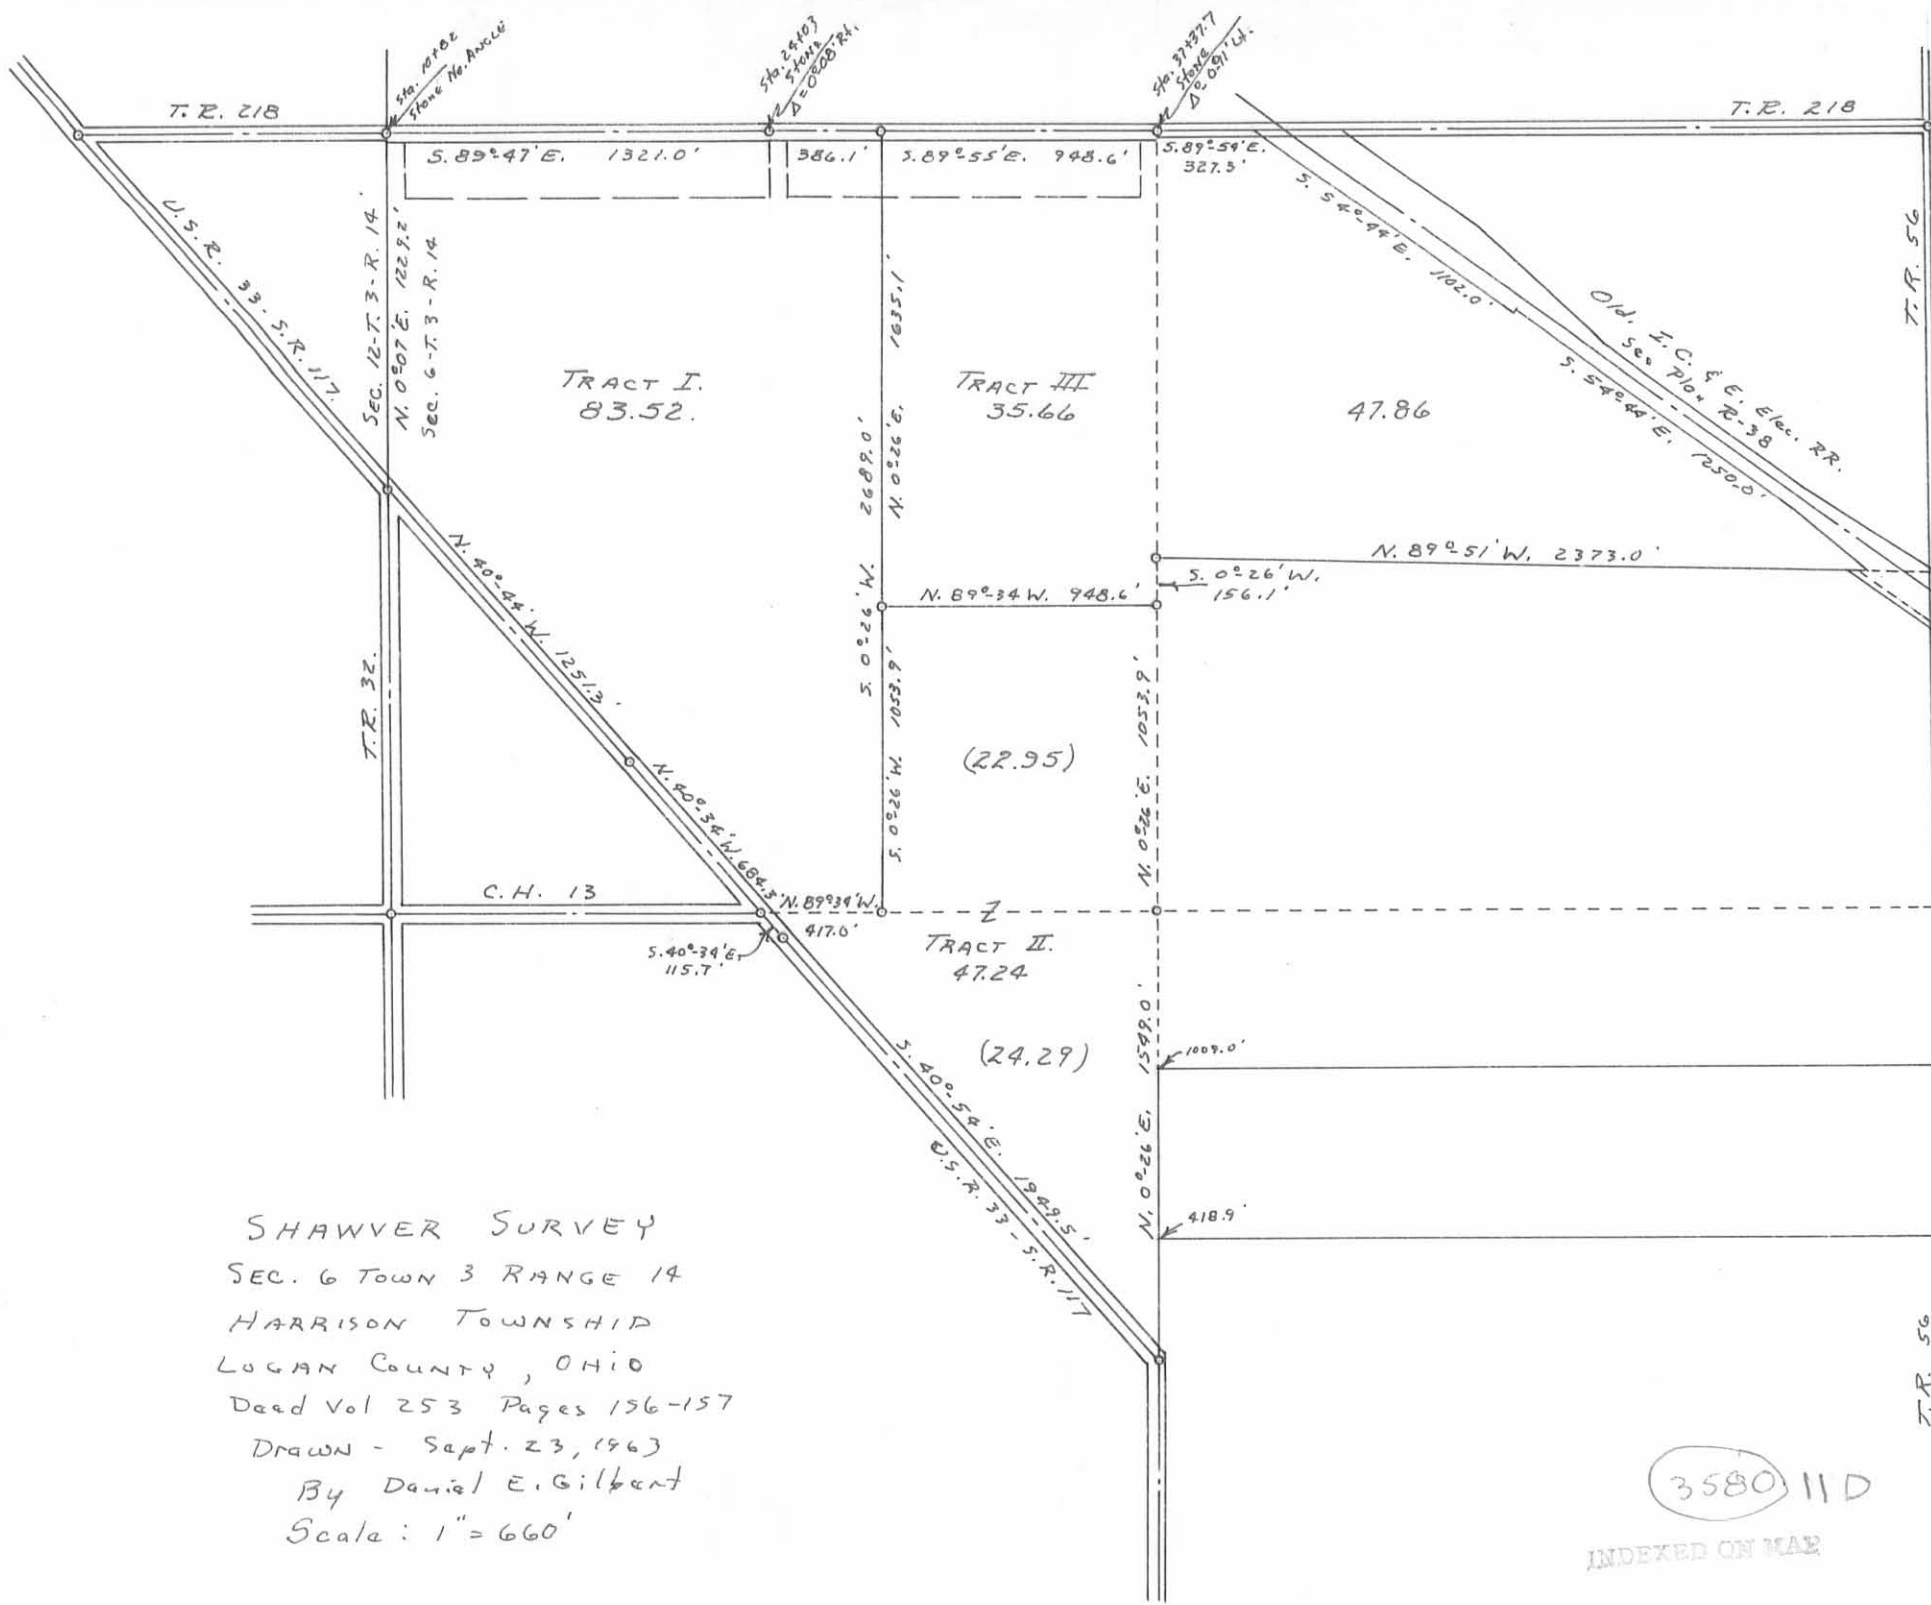 Sta. 10+82
Stone No. ANGLE
Sta. 24+03
Stone
Δ=0°08' Rt.
Sta. 37+37.7
Stone
Δ° 0.91' Lt.
T.R. 218
T.R. 218
S. 89°-47' E. 1321.0'
386.1'
S. 89°-55' E. 948.6'
S. 89°-54' E.
327.3'
U.S.R. 33 - S.R. 117.
SEC. 12-T. 3-R. 14
N. 0°07' E. 1229.2'
Sec. 6-T. 3-R. 14
S. 54°-44' E. 1102.0'
Old. I.C. & E. Elec. RR.
See Plan R-38
S. 54°-44' E. 1250.0'
T.R. 56
TRACT I.
83.52.
TRACT III
35.66
47.86
S. 0°-26' W. 2689.0'
N. 0°-26' E. 1635.1'
N. 89°-51' W. 2373.0'
S. 0°-26' W.
156.1'
N. 89°-34 W. 948.6'
N. 40°-44' W. 1251.3'
T.R. 32.
S. 0°-26 W. 1053.9'
N. 0°-26' E. 1053.9'
(22.95)
N. 40°-34' W. 684.3'
C.H. 13
N. 89°34' W.
417.0'
Z
S. 40°-34' E.
115.7'
TRACT II.
47.24
(24.29)
N. 0°-26' E. 1549.0'
1009.0'
S. 40°-54' E. 1949.5'
U.S.R. 33 - S.R. 117
418.9'
T.R. 56
SHAWVER SURVEY
SEC. 6 TOWN 3 RANGE 14
HARRISON TOWNSHIP
LOGAN COUNTY, OHIO
Deed Vol 253 Pages 156-157
Drawn - Sept. 23, 1963
By Daniel E. Gilbert
Scale: 1" = 660'
3580 11D
INDEXED ON MAP